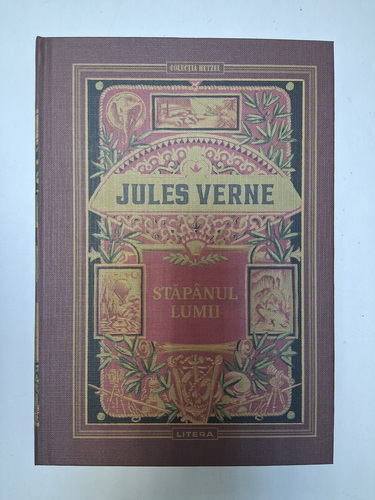 COLECȚIA HETZEL
JULES VERNE
STĂPÂNUL
LUMII
LITERA